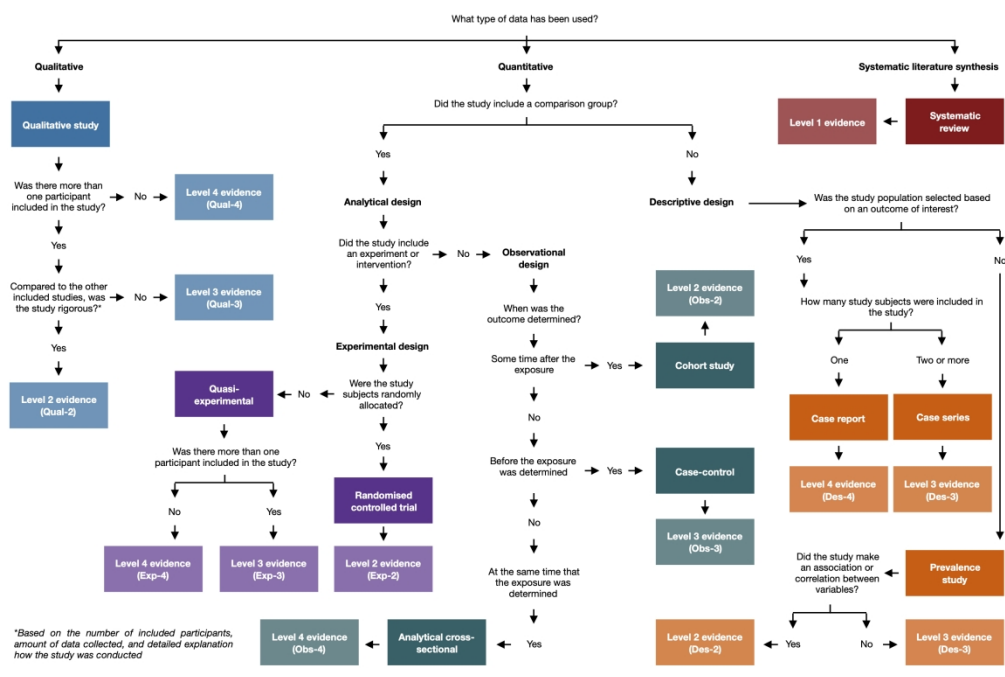 What type of data has been used?
Qualitative
Quantitative
Systematic literature synthesis
Qualitative study
Did the study include a comparison group?
Level 1 evidence
Systematic
review
Yes
No
Was there more than
one participant
included in the study?
No
Level 4 evidence
(Qual-4)
Analytical design
Descriptive design
Was the study population selected based
on an outcome of interest?
Yes
Did the study include
an experiment or
intervention?
No
Observational
design
Yes
No
Compared to the other
included studies, was
the study rigorous?*
No
Level 3 evidence
(Qual-3)
Yes
When was the
outcome determined?
Level 2 evidence
(Obs-2)
How many study subjects were included in
the study?
Yes
Experimental design
Some time after the
exposure
Yes
Cohort study
One
Two or more
Level 2 evidence
(Qual-2)
Quasi-
experimental
No
Were the study
subjects randomly
allocated?
No
Case report
Case series
Was there more than one
participant included in the study?
Yes
Before the exposure
was determined
Yes
Case-control
Level 4 evidence
(Des-4)
Level 3 evidence
(Des-3)
No
Yes
Randomised
controlled trial
No
Level 3 evidence
(Obs-3)
Level 4 evidence
(Exp-4)
Level 3 evidence
(Exp-3)
Level 2 evidence
(Exp-2)
At the same time that
the exposure was
determined
Did the study make
an association or
correlation between
variables?
Prevalence
study
*Based on the number of included participants,
amount of data collected, and detailed explanation
how the study was conducted
Level 4 evidence
(Obs-4)
Analytical cross-
sectional
Yes
Level 2 evidence
(Des-2)
Yes
No
Level 3 evidence
(Des-3)